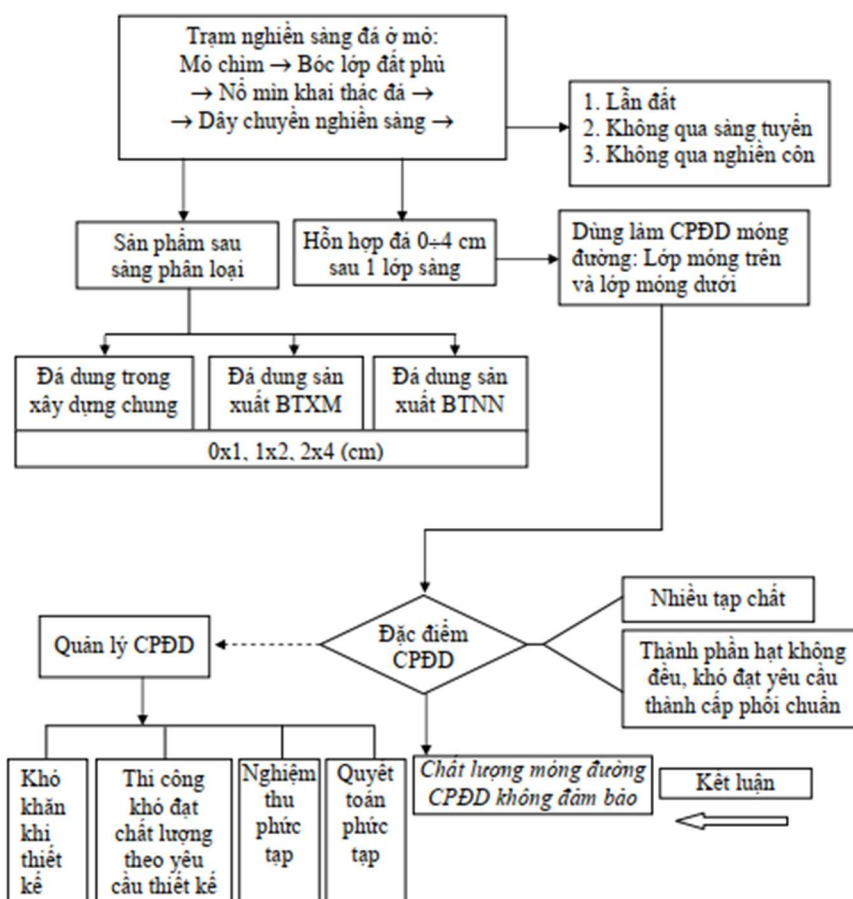 Trạm nghiền sàng đá ở mỏ:
Mỏ chìm → Bóc lớp đất phủ
→ Nổ mìn khai thác đá →
→ Dây chuyền nghiền sàng →
1. Lẫn đất
2. Không qua sàng tuyển
3. Không qua nghiền côn
Sản phẩm sau
sàng phân loại
Hỗn hợp đá 0÷4 cm
sau 1 lớp sàng
Dùng làm CPĐD móng
đường: Lớp móng trên
và lớp móng dưới
Đá dung trong
xây dựng chung
Đá dung sản
xuất BTXM
Đá dung sản
xuất BTNN
0x1, 1x2, 2x4 (cm)
Quản lý CPĐD
Đặc điểm
CPĐD
Nhiều tạp chất
Thành phần hạt không
đều, khó đạt yêu cầu
thành cấp phối chuẩn
Khó
khăn
khi
thiết
kế
Thi công
khó đạt
chất lượng
theo yêu
cầu thiết kế
Nghiệm
thu
phức
tạp
Quyết
toán
phức
tạp
Chất lượng móng đường
CPĐD không đảm bảo
Kết luận